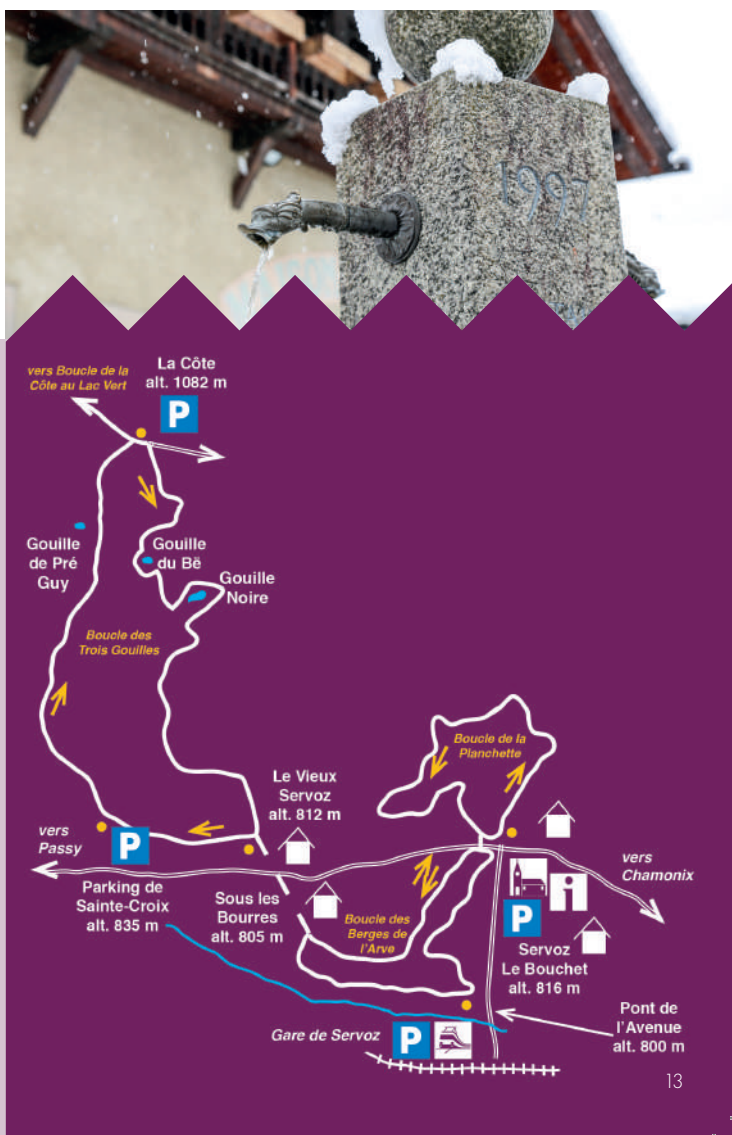 1997
vers Boucle de la
Côte au Lac Vert
La Côte
alt. 1082 m
P
Gouille
de Pré
Guy
Gouille
du Bë
Gouille
Noire
Boucle des
Trois Gouilles
Boucle de la
Planchette
Le Vieux
Servoz
alt. 812 m
vers
Passy
P
Parking de
Sainte-Croix
alt. 835 m
Sous les
Bourres
alt. 805 m
Boucle des
Berges de
l'Arve
vers
Chamonix
i
P
Servoz
Le Bouchet
alt. 816 m
Pont de
l'Avenue
alt. 800 m
Gare de Servoz
P
13